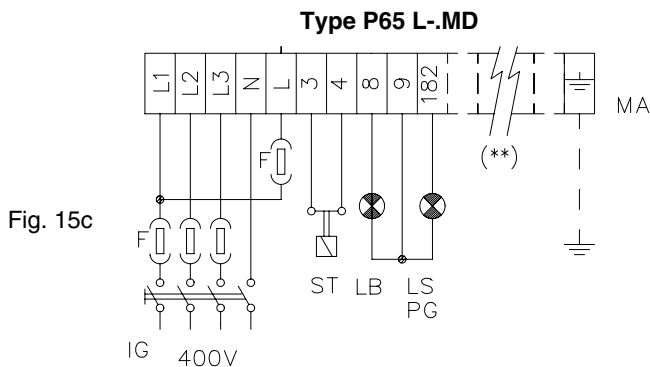 Type P65 L-.MD
L1 L2 L3 N L 3 4 8 9 182
MA
(**)
F
Fig. 15c
F
ST LB LS
PG
IG 400V